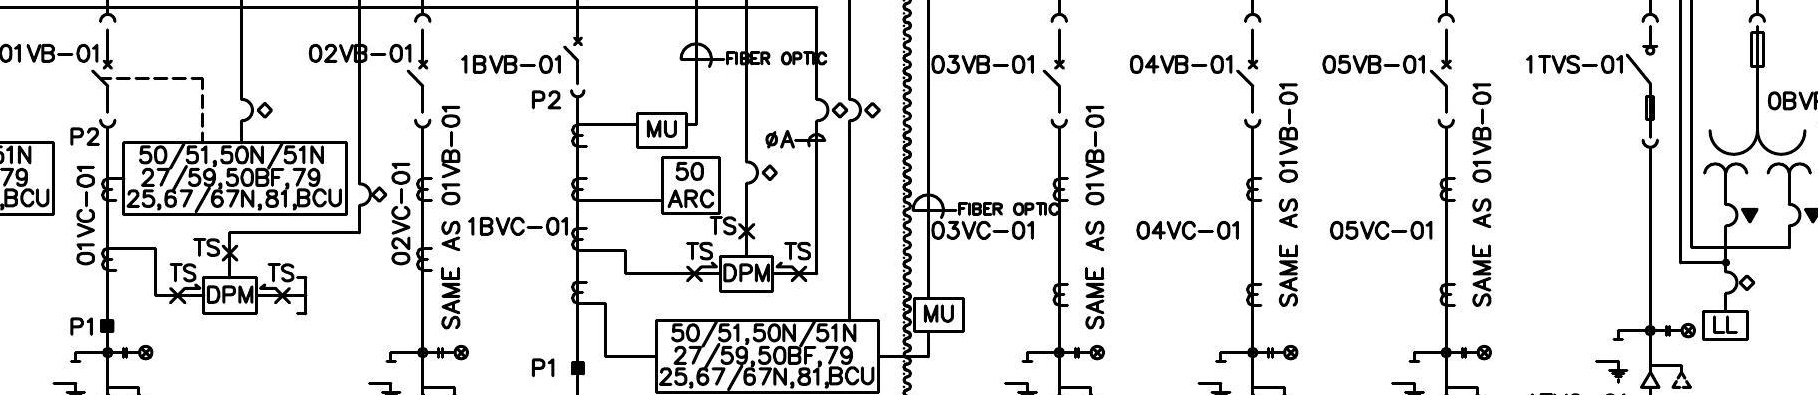 01VB-01
P2
51N
79
,BCU
50/51,50N/51N
27/59,50BF,79
25,67/67N,81,BCU
01VC-01
TS
TS
TS
DPM
P1
02VB-01
02VC-01
SAME AS 01VB-01
1BVB-01
P2
FIBER OPTIC
MU
ØA
50
ARC
1BVC-01
TS
TS
TS
DPM
P1
50/51,50N/51N
27/59,50BF,79
25,67/67N,81,BCU
FIBER OPTIC
MU
03VB-01
03VC-01
SAME AS 01VB-01
04VB-01
04VC-01
SAME AS 01VB-01
05VB-01
05VC-01
SAME AS 01VB-01
1TVS-01
LL